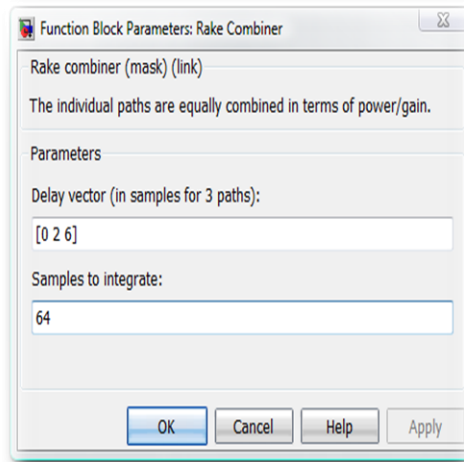 Function Block Parameters: Rake Combiner
Rake combiner (mask) (link)
The individual paths are equally combined in terms of power/gain.
Parameters
Delay vector (in samples for 3 paths):
[0 2 6]
Samples to integrate:
64
OK Cancel Help Apply